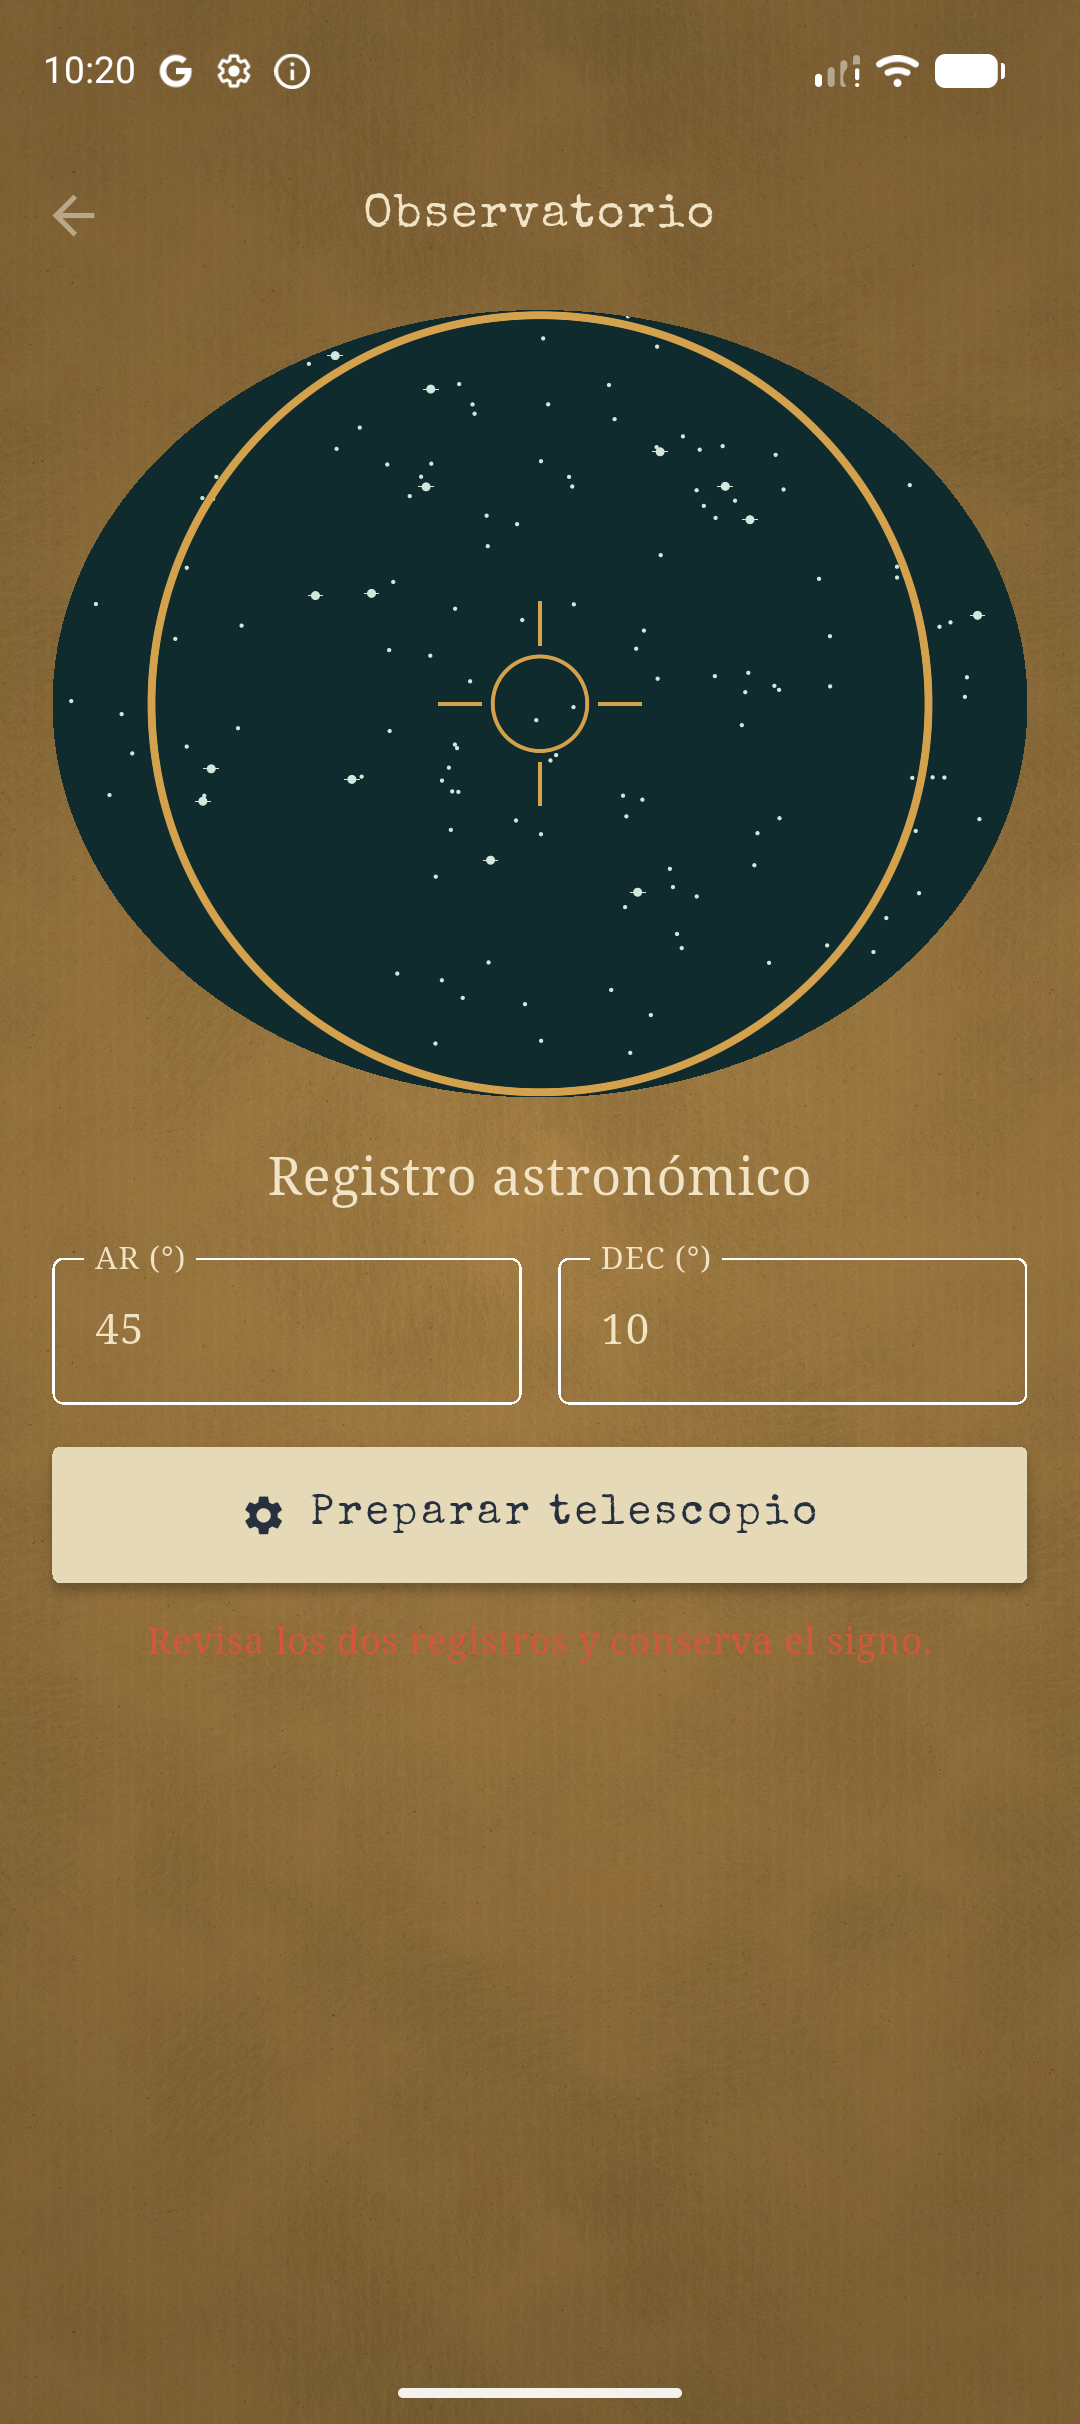 10:20
Observatorio
Registro astronómico
AR (°)
DEC (°)
45
10
Preparar telescopio
Revisa los dos registros y conserva el signo.